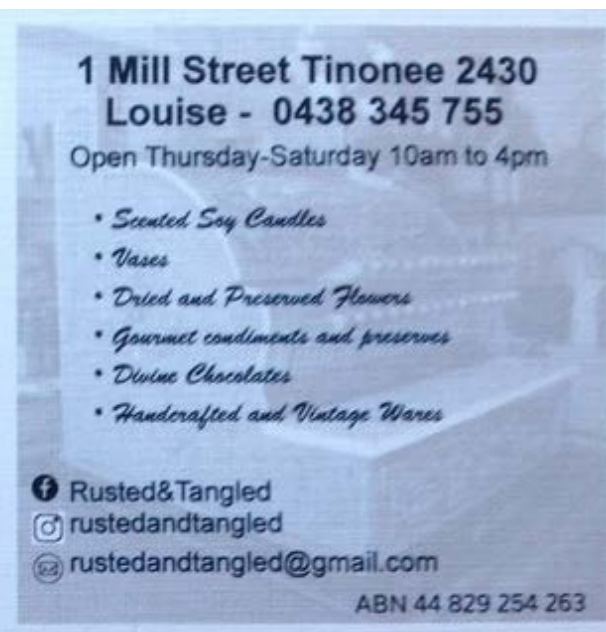 1 Mill Street Tinonee 2430
Louise - 0438 345 755
Open Thursday-Saturday 10am to 4pm
• Scented Soy Candles
• Vases
• Dried and Preserved Flowers
• Gourmet condiments and preserves
• Divine Chocolates
• Handcrafted and Vintage Wares
Rusted&Tangled
rustedandtangled
rustedandtangled@gmail.com
ABN 44 829 254 263